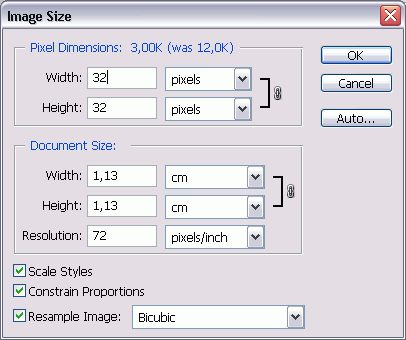 Image Size
Pixel Dimensions: 3,00K (was 12,0K)
Width: 32 pixels
Height: 32 pixels
OK
Cancel
Auto...
Document Size:
Width: 1,13 cm
Height: 1,13 cm
Resolution: 72 pixels/inch
Scale Styles
Constrain Proportions
Resample Image: Bicubic